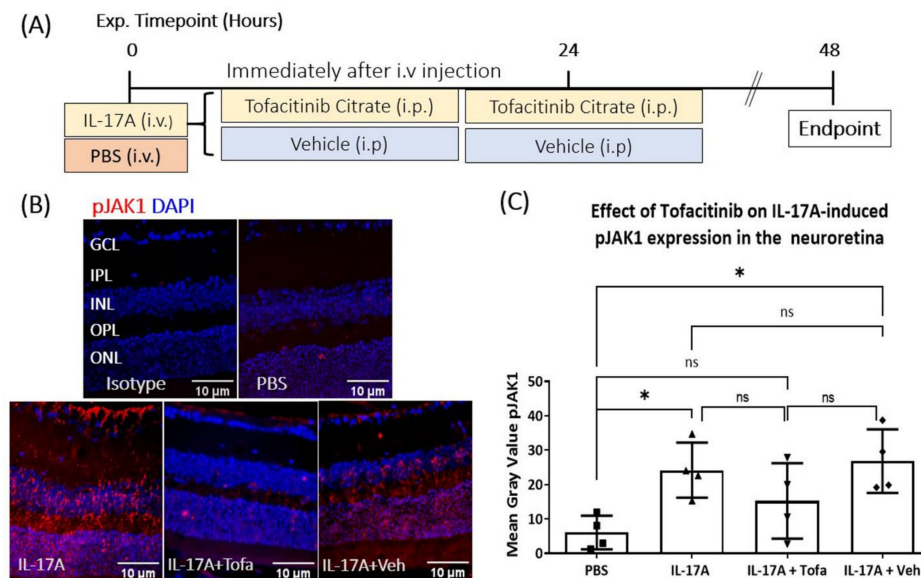 (A)
Exp. Timepoint (Hours)
0
24
48
Immediately after i.v injection
IL-17A (i.v.)
PBS (i.v.)
Tofacitinib Citrate (i.p.)
Tofacitinib Citrate (i.p.)
Vehicle (i.p)
Vehicle (i.p)
Endpoint
(B)
pJAK1 DAPI
GCL
IPL
INL
OPL
ONL
Isotype
10 µm
PBS
10 µm
IL-17A
10 µm
IL-17A+Tofa
10 µm
IL-17A+Veh
10 µm
(C)
Effect of Tofacitinib on IL-17A-induced
pJAK1 expression in the neuroretina
*
ns
ns
*
ns
ns
Mean Gray Value pJAK1
50
40
30
20
10
0
PBS
IL-17A
IL-17A + Tofa
IL-17A + Veh